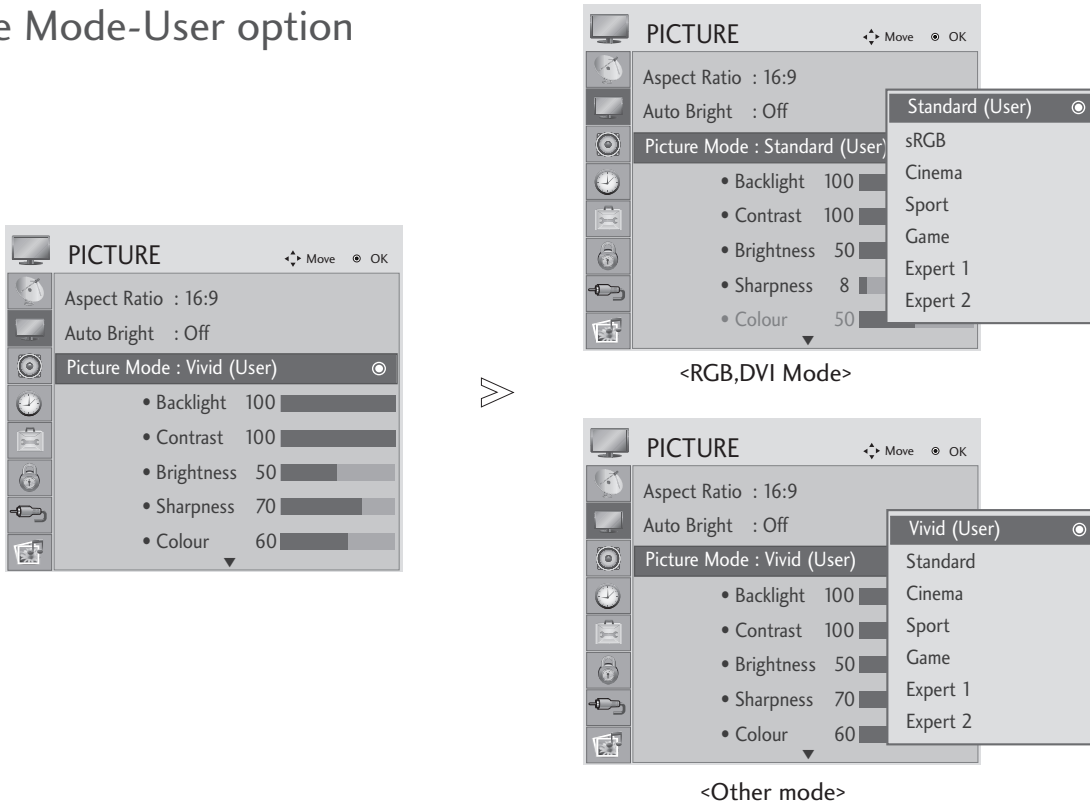 e Mode-User option
PICTURE
Move OK
Aspect Ratio : 16:9
Auto Bright : Off
Picture Mode : Vivid (User)
• Backlight 100
• Contrast 100
• Brightness 50
• Sharpness 70
• Colour 60
PICTURE
Move OK
Aspect Ratio : 16:9
Auto Bright : Off
Picture Mode : Standard (User)
• Backlight 100
• Contrast 100
• Brightness 50
• Sharpness 8
• Colour 50
Standard (User)
sRGB
Cinema
Sport
Game
Expert 1
Expert 2
<RGB,DVI Mode>
PICTURE
Move OK
Aspect Ratio : 16:9
Auto Bright : Off
Picture Mode : Vivid (User)
• Backlight 100
• Contrast 100
• Brightness 50
• Sharpness 70
• Colour 60
Vivid (User)
Standard
Cinema
Sport
Game
Expert 1
Expert 2
<Other mode>